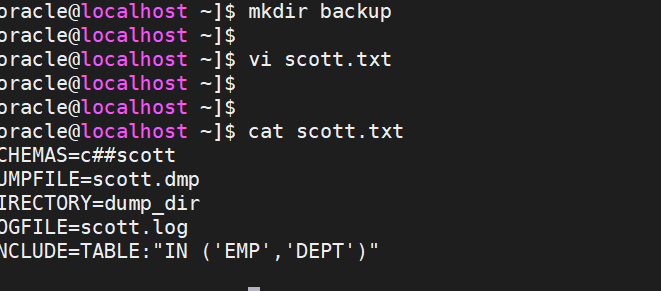 oracle@localhost ~]$ mkdir backup
oracle@localhost ~]$
oracle@localhost ~]$ vi scott.txt
oracle@localhost ~]$
oracle@localhost ~]$
oracle@localhost ~]$ cat scott.txt
CHEMAS=c##scott
UMPFILE=scott.dmp
IRECTORY=dump_dir
OGFILE=scott.log
NCLUDE=TABLE:"IN ('EMP','DEPT')"